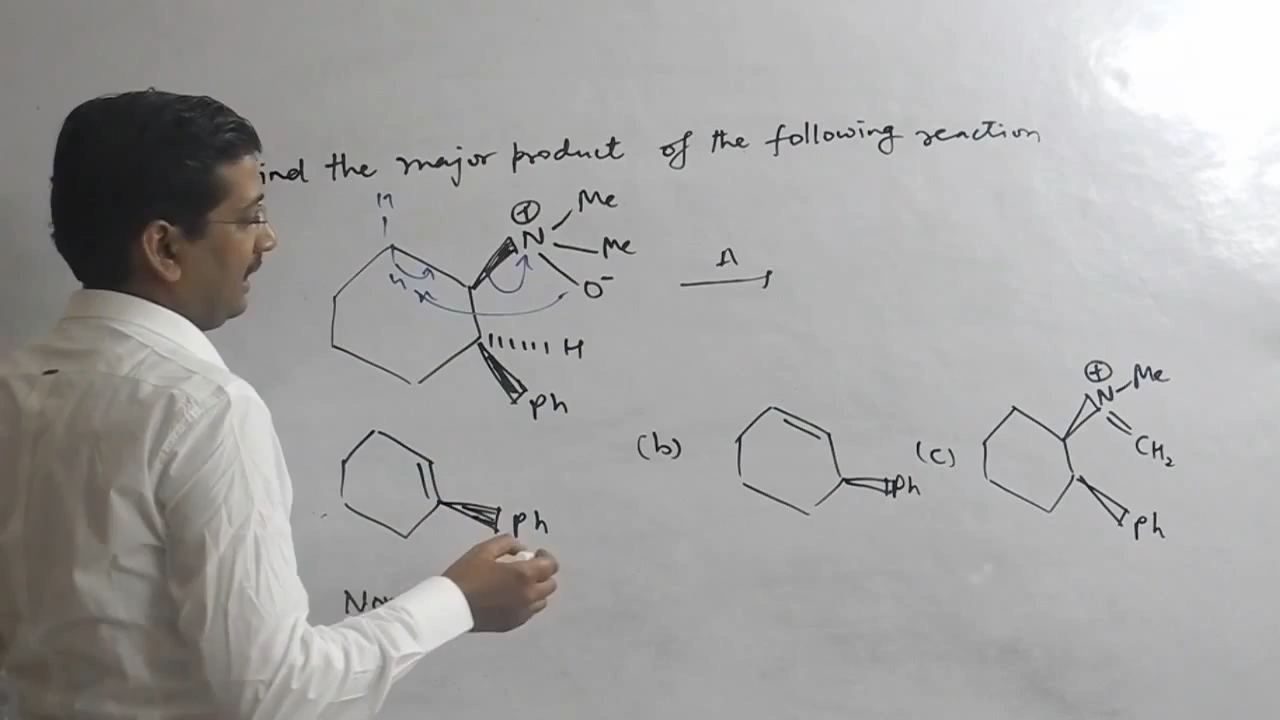 ind the major product of the following reaction
H
⊕
N
Me
Me
O⁻
H
Δ
H
Ph
Ph
(b)
Ph
(c)
⊕
N
Me
CH₂
Ph